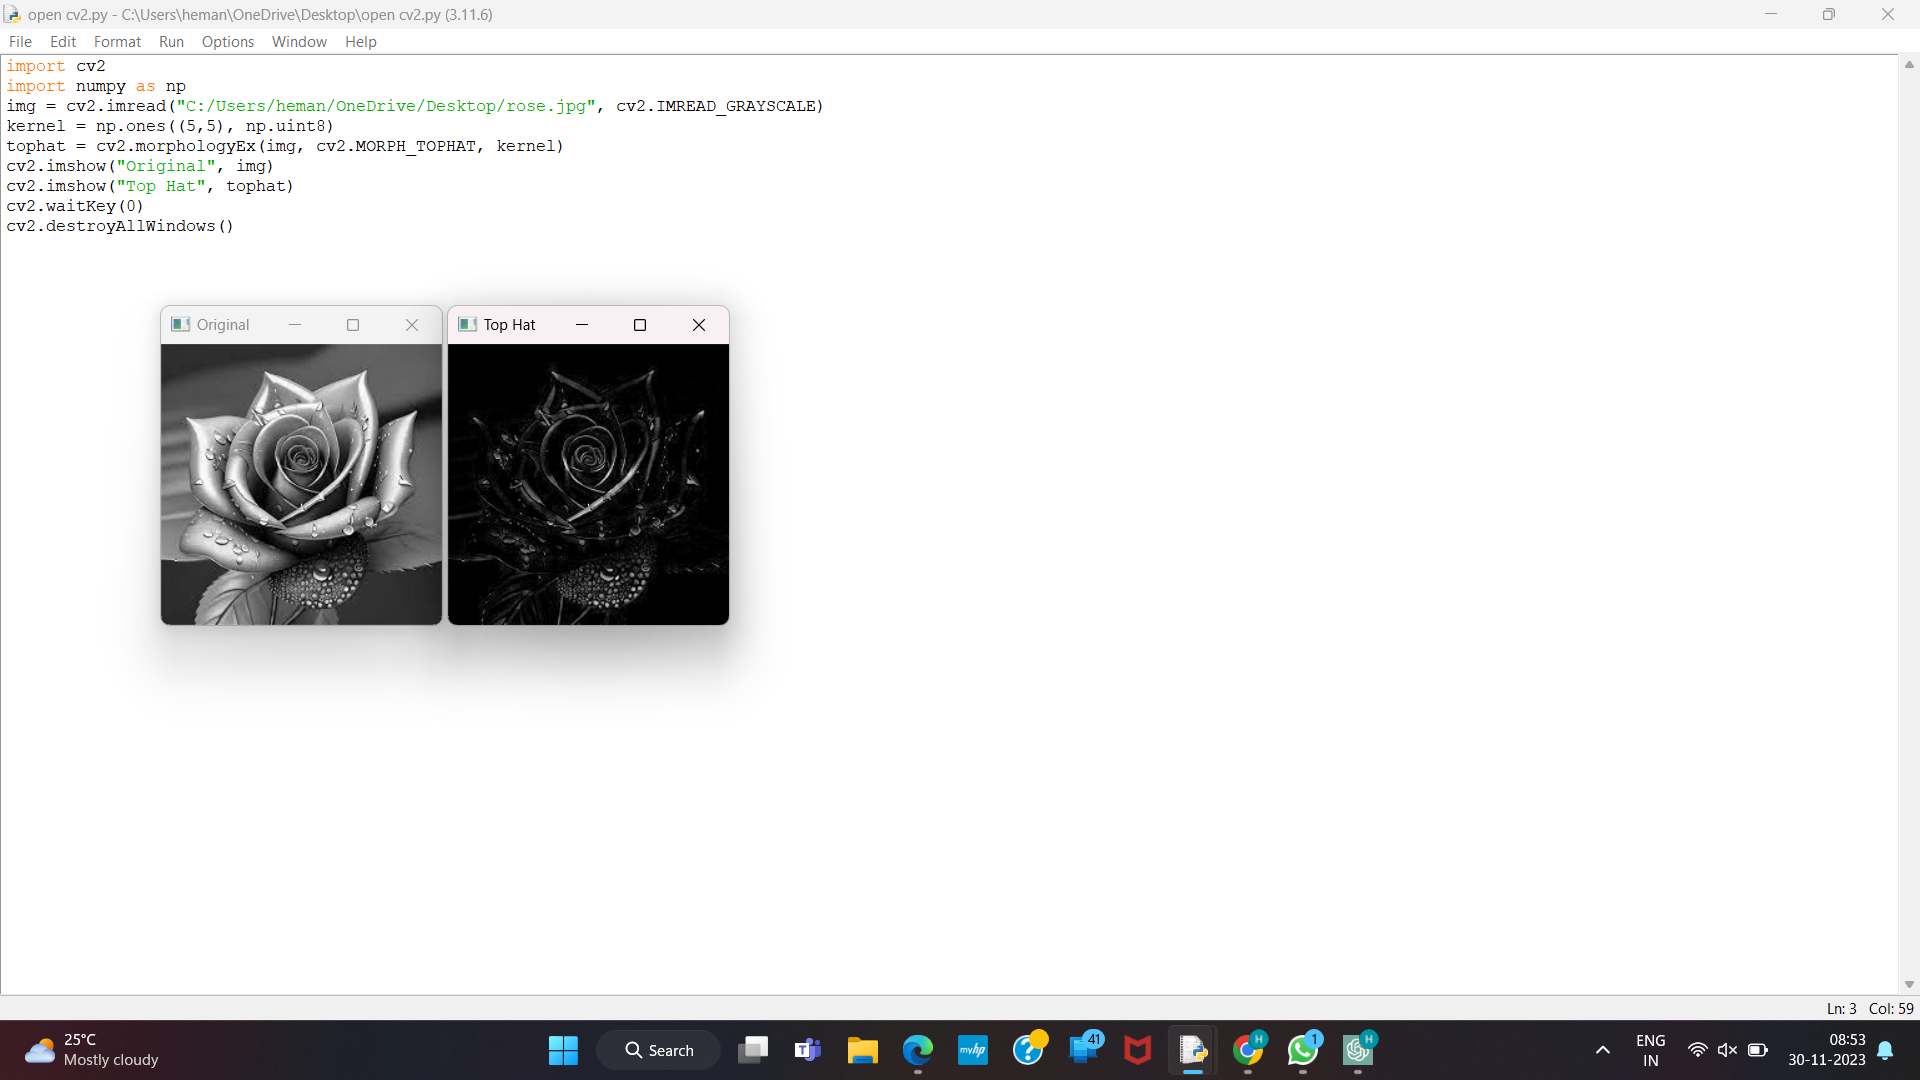 open cv2.py - C:\Users\heman\OneDrive\Desktop\open cv2.py (3.11.6)
File Edit Format Run Options Window Help
import cv2
import numpy as np
img = cv2.imread("C:/Users/heman/OneDrive/Desktop/rose.jpg", cv2.IMREAD_GRAYSCALE)
kernel = np.ones((5,5), np.uint8)
tophat = cv2.morphologyEx(img, cv2.MORPH_TOPHAT, kernel)
cv2.imshow("Original", img)
cv2.imshow("Top Hat", tophat)
cv2.waitKey(0)
cv2.destroyAllWindows()
Original
Top Hat
Ln: 3 Col: 59
25°C
Mostly cloudy
Search
T
myhp
?
41
H
1
H
ENG
IN
08:53
30-11-2023